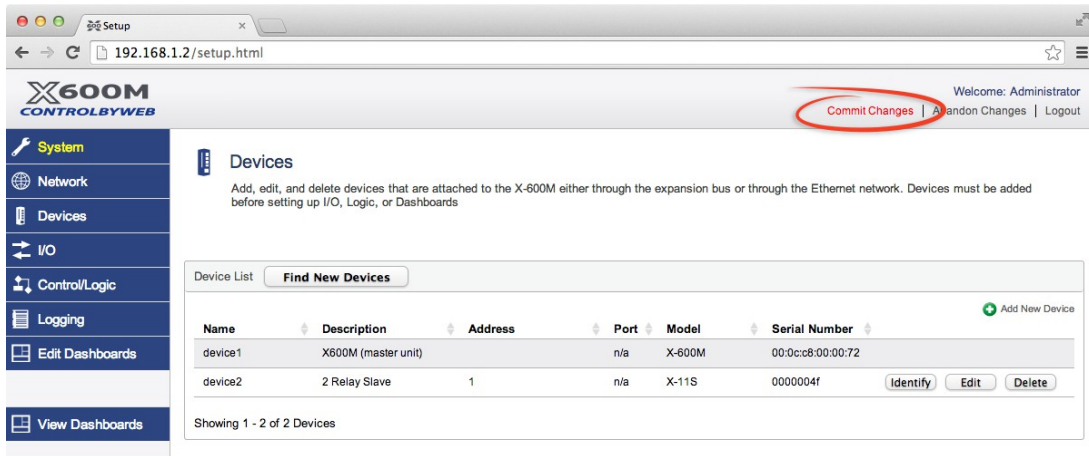 Setup
192.168.1.2/setup.html
X600M
CONTROLBYWEB
Welcome: Administrator
Commit Changes | Abandon Changes | Logout
System
Network
Devices
I/O
Control/Logic
Logging
Edit Dashboards
View Dashboards
Devices
Add, edit, and delete devices that are attached to the X-600M either through the expansion bus or through the Ethernet network. Devices must be added
before setting up I/O, Logic, or Dashboards
Device List Find New Devices
Add New Device
Name Description Address Port Model Serial Number
device1 X600M (master unit) n/a X-600M 00:0c:c8:00:00:72
device2 2 Relay Slave 1 n/a X-11S 0000004f Identify Edit Delete
Showing 1 - 2 of 2 Devices